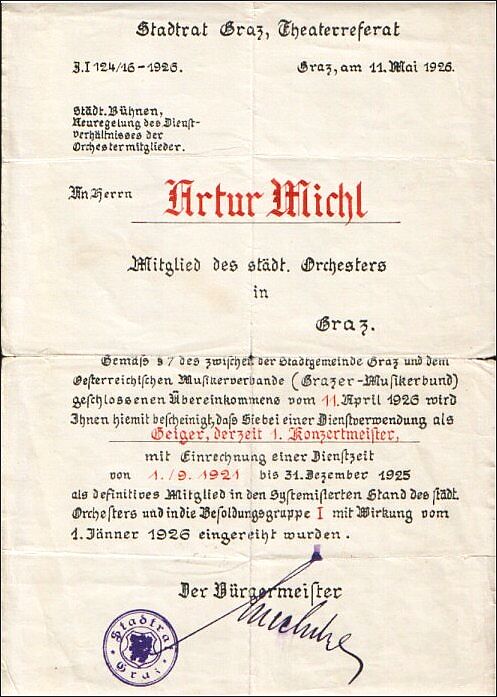 Stadtrat Graz, Theaterreferat
J.I 124/16-1926.
Graz, am 11. Mai 1926.
Städt. Bühnen,
Neuregelung des Dienst-
verhältnisses der
Orchestermitglieder.
An Herrn Artur Michl
Mitglied des städt. Orchesters
in
Graz.
Gemäss § 7 des zwischen der Stadtgemeinde Graz und dem
Oesterreichischen Musikerverbande (Grazer-Musikerbund)
geschlossenen Übereinkommens vom 11. April 1926 wird
Ihnen hiemit bescheinigt, dass Sie bei einer Dienstverwendung als
Geiger, derzeit 1. Konzertmeister,
mit Einrechnung einer Dienstzeit
von 1./9. 1921 bis 31. Dezember 1925
als definitives Mitglied in den Systemisierten Stand des städt.
Orchesters und in die Besoldungsgruppe I mit Wirkung vom
1. Jänner 1926 eingereiht wurden.
Der Bürgermeister
Stadtrat
Graz